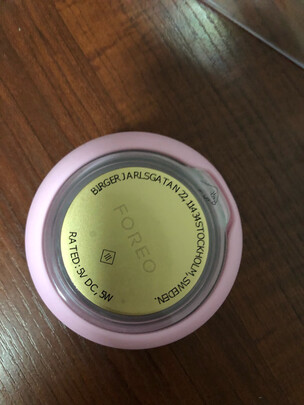 BIRGER JARLSGATAN 22, 114 34 STOCKHOLM, SWEDEN.
FOREO
RATED: 5V DC, 5W